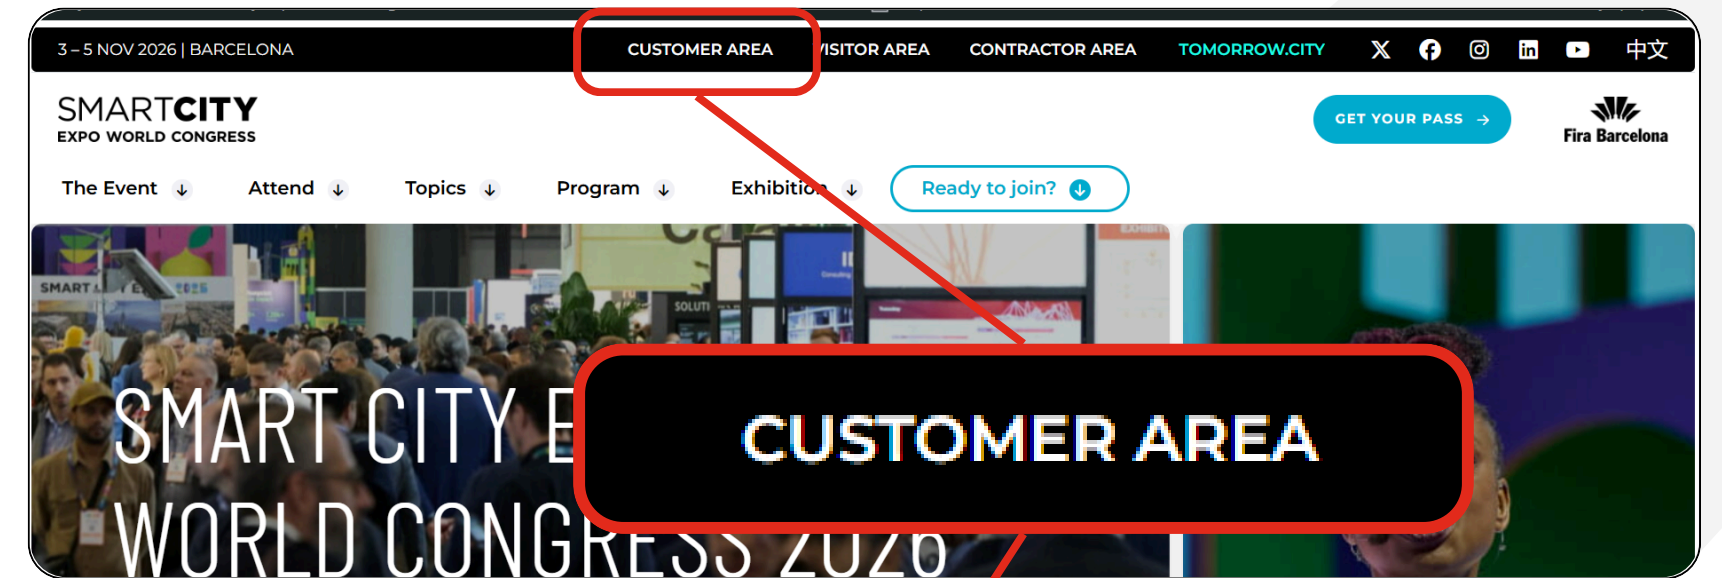 3 – 5 NOV 2026 | BARCELONA
CUSTOMER AREA
VISITOR AREA
CONTRACTOR AREA
TOMORROW.CITY
中文
SMARTCITY
EXPO WORLD CONGRESS
GET YOUR PASS →
Fira Barcelona
The Event
Attend
Topics
Program
Exhibition
Ready to join?
SMART CITY E
WORLD CONGRESS 2026
CUSTOMER AREA